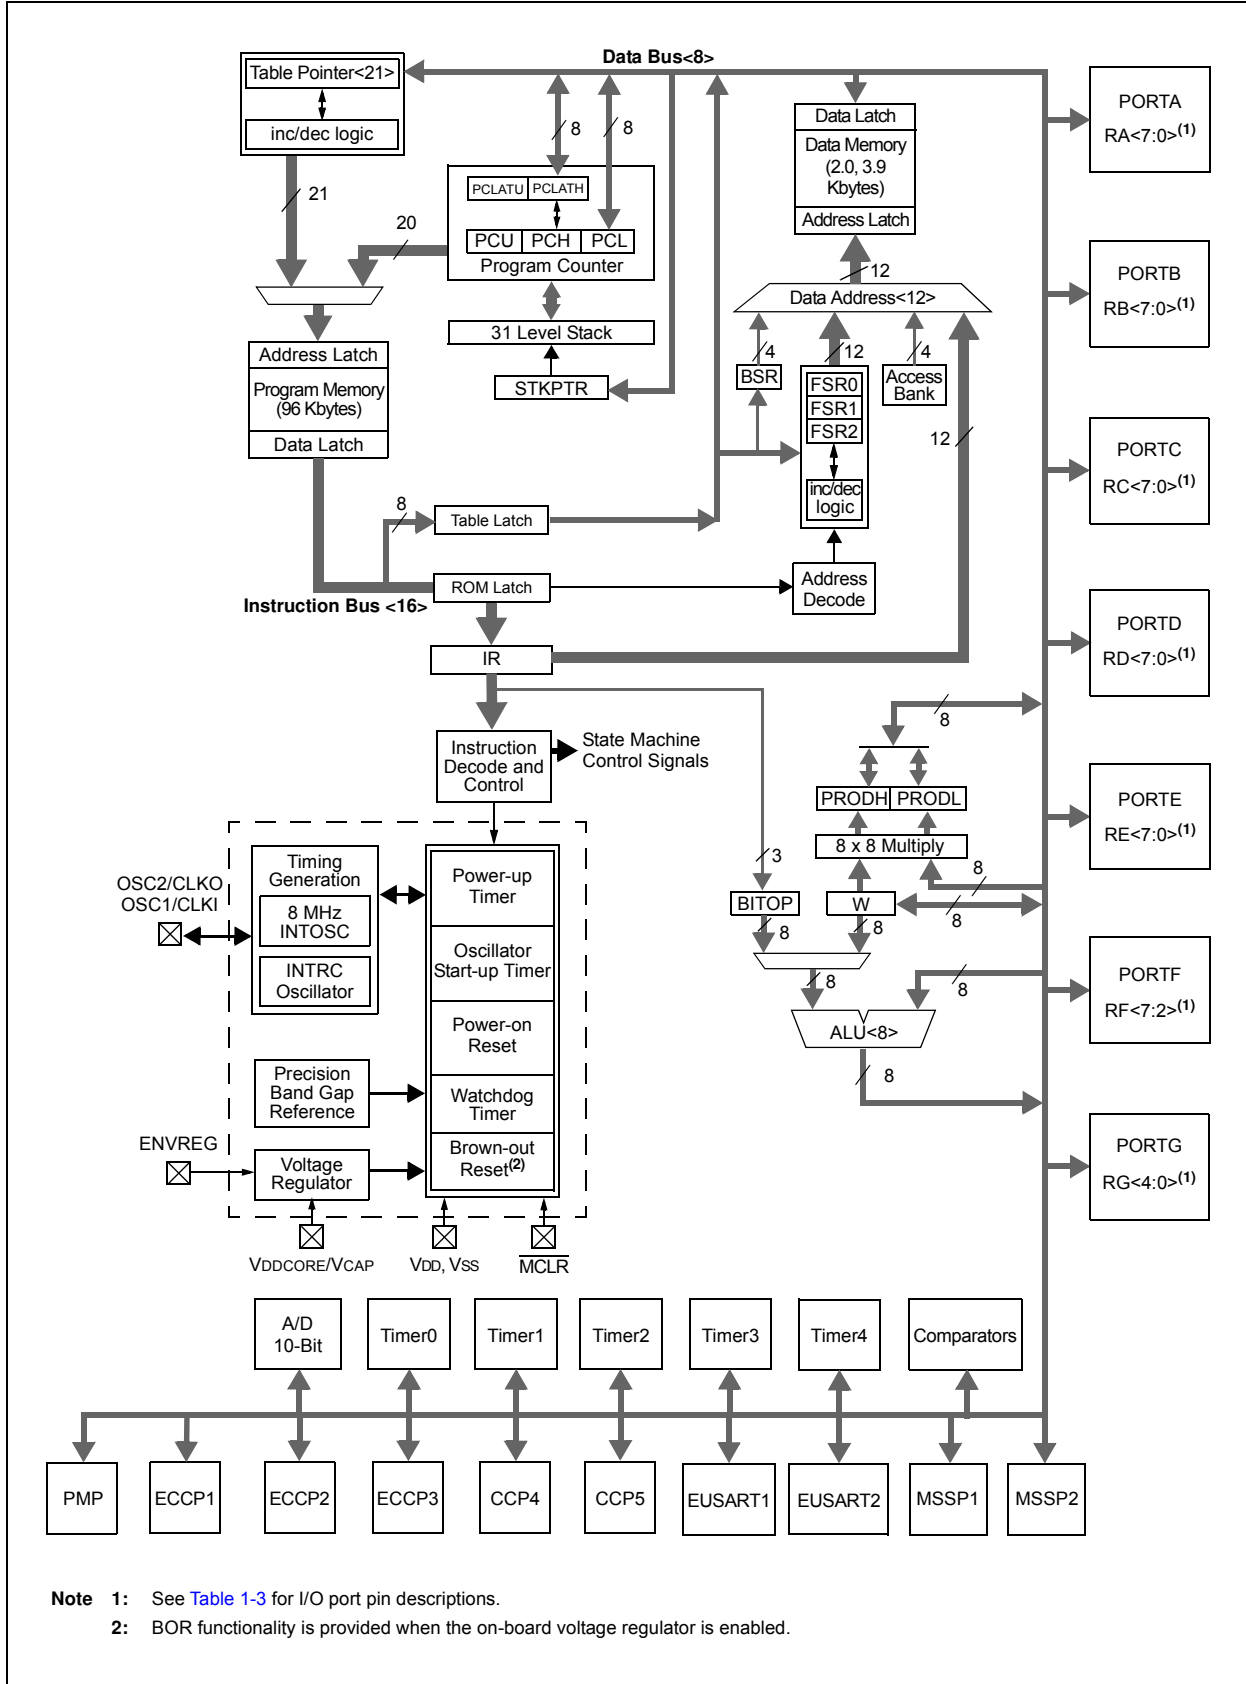 Data Bus<8>
Table Pointer<21>
inc/dec logic
21
20
8
8
PCLATU
PCLATH
PCU
PCH
PCL
Program Counter
31 Level Stack
STKPTR
Address Latch
Program Memory
(96 Kbytes)
Data Latch
Data Latch
Data Memory
(2.0, 3.9
Kbytes)
Address Latch
12
Data Address<12>
4
12
4
BSR
FSR0
FSR1
FSR2
inc/dec
logic
Access
Bank
12
8
Table Latch
ROM Latch
Instruction Bus <16>
Address
Decode
IR
Instruction
Decode and
Control
State Machine
Control Signals
8
PRODH
PRODL
8 x 8 Multiply
3
8
BITOP
W
8
8
8
8
8
ALU<8>
8
Timing
Generation
8 MHz
INTOSC
INTRC
Oscillator
OSC2/CLKO
OSC1/CLKI
Power-up
Timer
Oscillator
Start-up Timer
Power-on
Reset
Watchdog
Timer
Brown-out
Reset(2)
Precision
Band Gap
Reference
ENVREG
Voltage
Regulator
VDDCORE/VCAP
VDD, VSS
MCLR
PORTA
RA<7:0>(1)
PORTB
RB<7:0>(1)
PORTC
RC<7:0>(1)
PORTD
RD<7:0>(1)
PORTE
RE<7:0>(1)
PORTF
RF<7:2>(1)
PORTG
RG<4:0>(1)
A/D
10-Bit
Timer0
Timer1
Timer2
Timer3
Timer4
Comparators
PMP
ECCP1
ECCP2
ECCP3
CCP4
CCP5
EUSART1
EUSART2
MSSP1
MSSP2
Note 1: See Table 1-3 for I/O port pin descriptions.
2: BOR functionality is provided when the on-board voltage regulator is enabled.